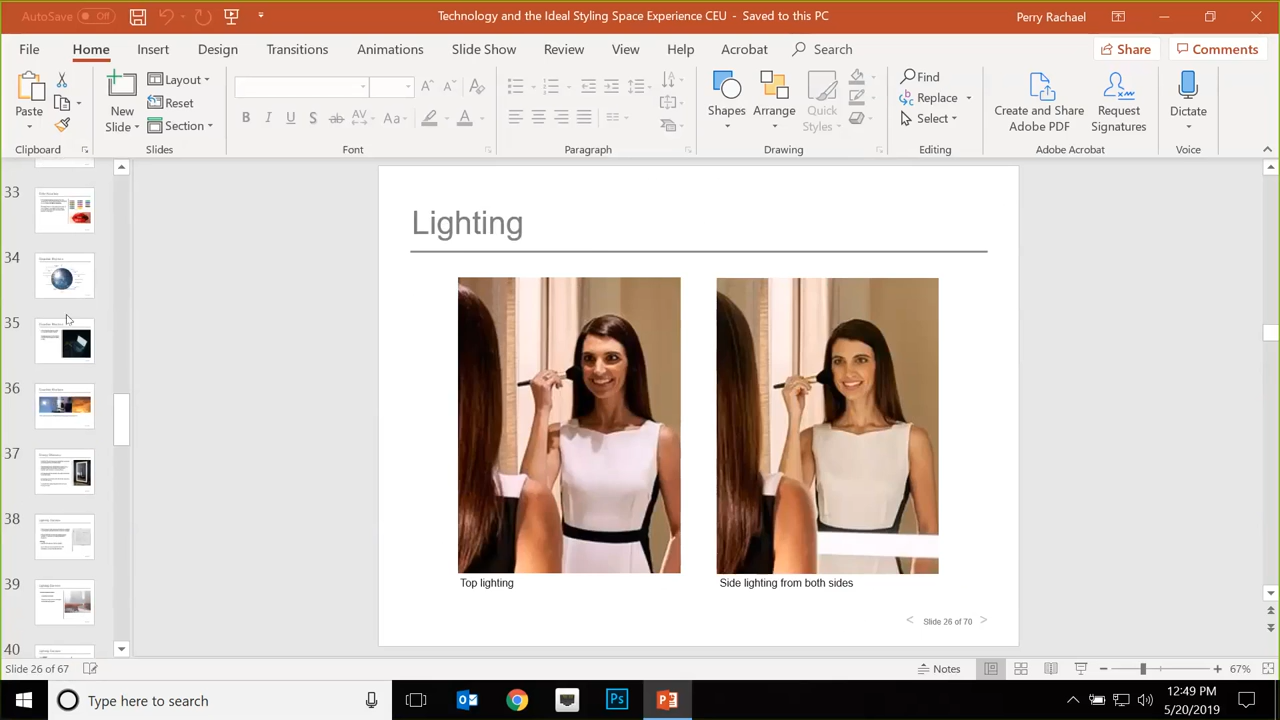 AutoSave Off
Technology and the Ideal Styling Space Experience CEU - Saved to this PC
Perry Rachael
File Home Insert Design Transitions Animations Slide Show Review View Help Acrobat Search
Share Comments
Paste
Clipboard
New
Slide
Layout
Reset
Section
Slides
B I U S ab AV Aa A
Font
Paragraph
Shapes
Arrange
Quick
Styles
Drawing
Find
Replace
Select
Editing
Create and Share
Adobe PDF
Request
Signatures
Adobe Acrobat
Dictate
Voice
33
34
35
36
37
38
39
40
Lighting
Top lighting
Side lighting from both sides
< Slide 26 of 70 >
Slide 26 of 67
Notes
67%
Type here to search
Ps
12:49 PM
5/20/2019